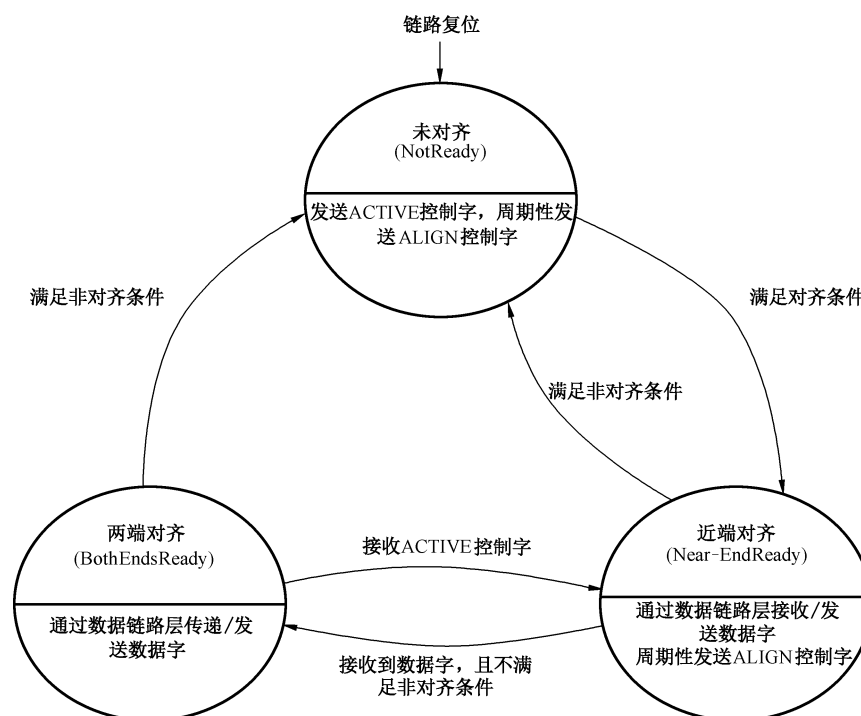 链路复位
未对齐
(NotReady)
发送ACTIVE控制字，周期性发
送ALIGN控制字
满足非对齐条件
满足对齐条件
满足非对齐条件
两端对齐
(BothEndsReady)
通过数据链路层传递/发
送数据字
接收ACTIVE控制字
近端对齐
(Near-EndReady)
通过数据链路层接收/发
送数据字
周期性发送ALIGN控制字
接收到数据字，且不满
足非对齐条件